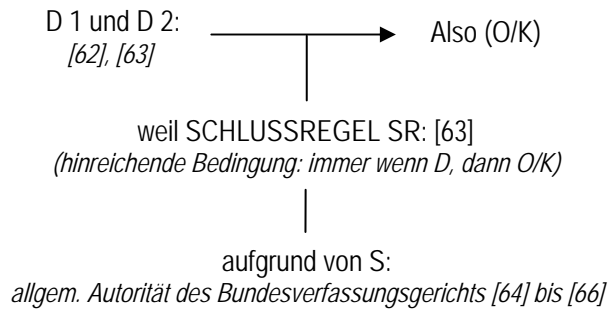 D 1 und D 2:
[62], [63]
Also (O/K)
weil SCHLUSSREGEL SR: [63]
(hinreichende Bedingung: immer wenn D, dann O/K)
aufgrund von S:
allgem. Autorität des Bundesverfassungsgerichts [64] bis [66]